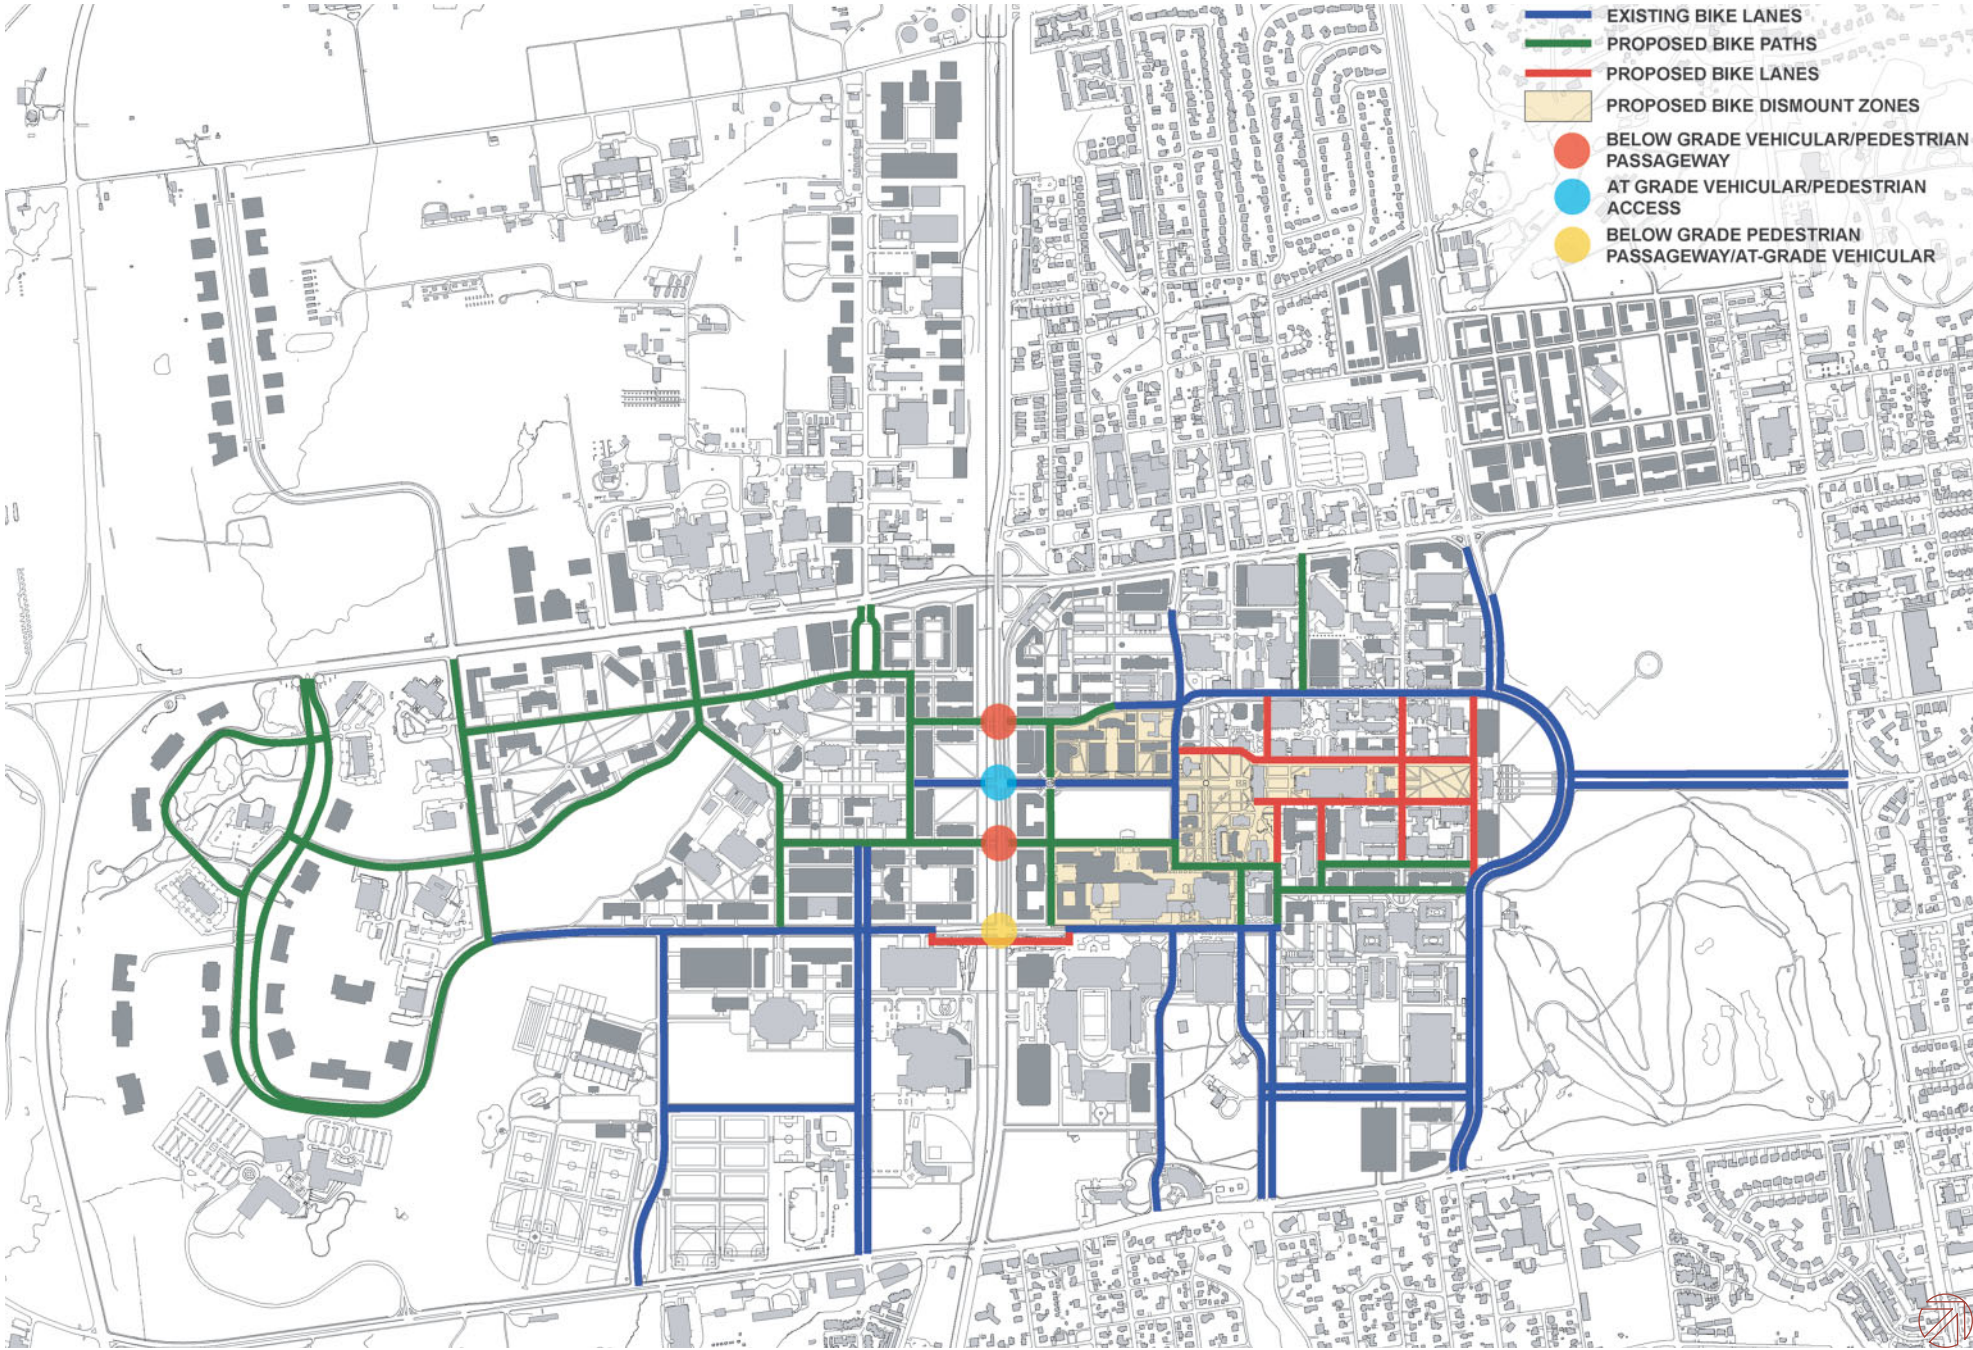 EXISTING BIKE LANES
PROPOSED BIKE PATHS
PROPOSED BIKE LANES
PROPOSED BIKE DISMOUNT ZONES
BELOW GRADE VEHICULAR/PEDESTRIAN
PASSAGEWAY
AT GRADE VEHICULAR/PEDESTRIAN
ACCESS
BELOW GRADE PEDESTRIAN
PASSAGEWAY/AT-GRADE VEHICULAR